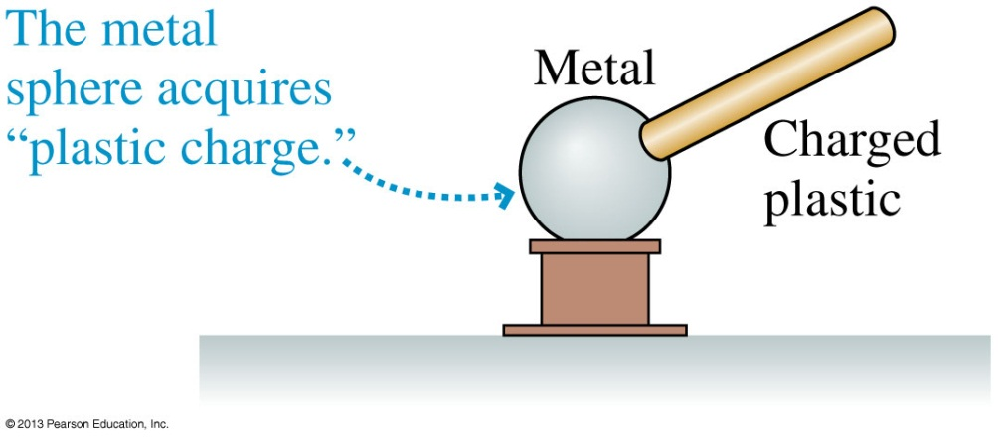 The metal
sphere acquires
“plastic charge.”
Metal
Charged
plastic
© 2013 Pearson Education, Inc.